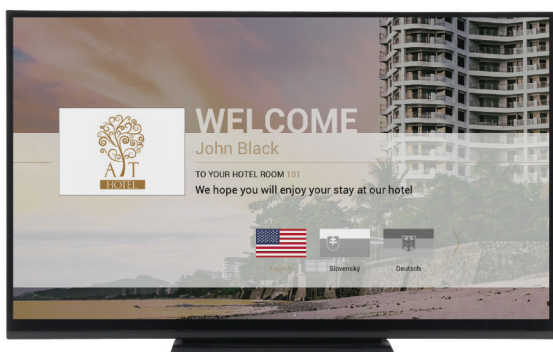 WELCOME
John Black
A T
HOTEL
TO YOUR HOTEL ROOM 101
We hope you will enjoy your stay at our hotel
English
Slovenský
Deutsch